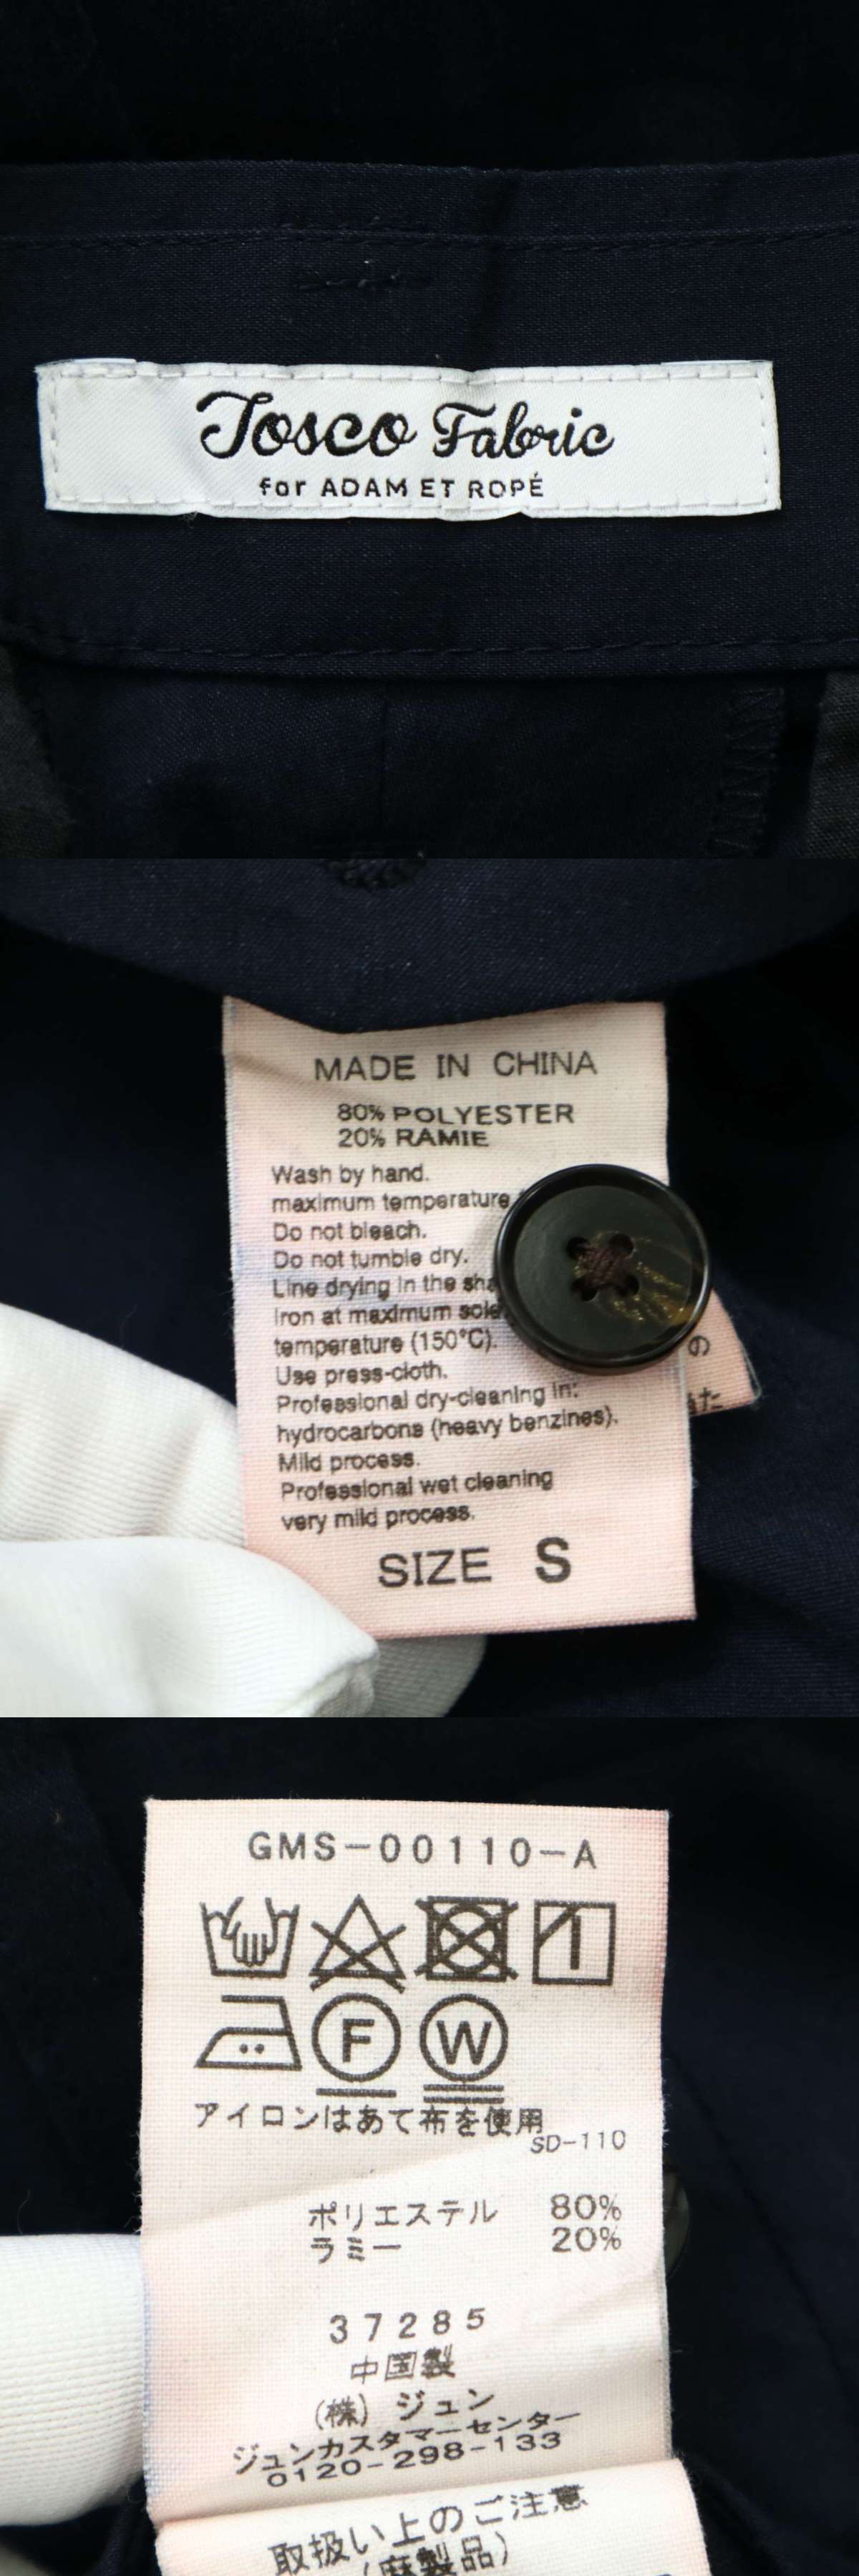 Tosco Fabric
for ADAM ET ROPÉ
MADE IN CHINA
80% POLYESTER
20% RAMIE
Wash by hand.
maximum temperature
Do not bleach.
Do not tumble dry.
Line drying in the
Iron at maximum
temperature (150°C).
Use press-cloth.
Professional dry-cleaning in:
hydrocarbons (heavy benzines).
Mild process.
Professional wet cleaning
very mild process.
SIZE S
の
た
GMS-00110-A
F W
アイロンはあて布を使用
SD-110
ポリエステル 80%
ラミー 20%
37285
中国製
(株) ジュン
ジュンカスタマーセンター
0120-298-133
取扱い上のご注意
(麻製品)